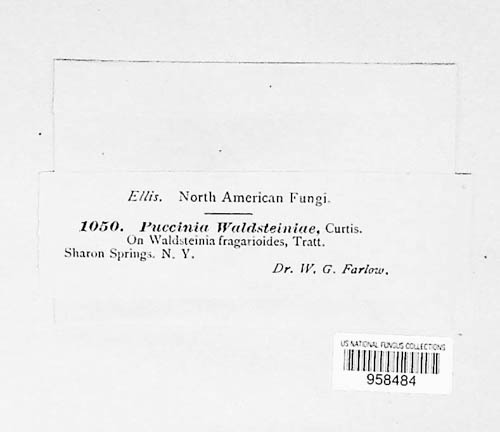 Ellis. North American Fungi.
1050. Puccinia Waldsteiniae, Curtis.
On Waldsteinia fragarioides, Tratt.
Sharon Springs. N. Y.
Dr. W. G. Farlow.
US NATIONAL FUNGUS COLLECTIONS
958484